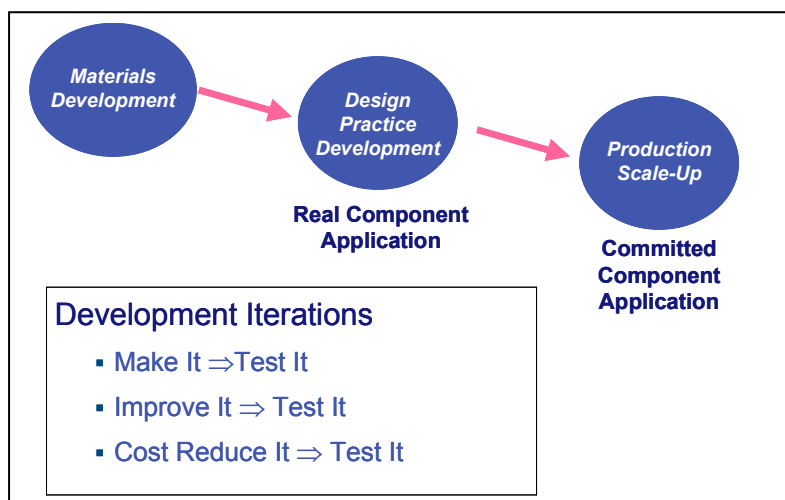 Materials
Development
Design
Practice
Development
Production
Scale-Up
Real Component
Application
Committed
Component
Application
Development Iterations
▪ Make It ⇒Test It
▪ Improve It ⇒ Test It
▪ Cost Reduce It ⇒ Test It